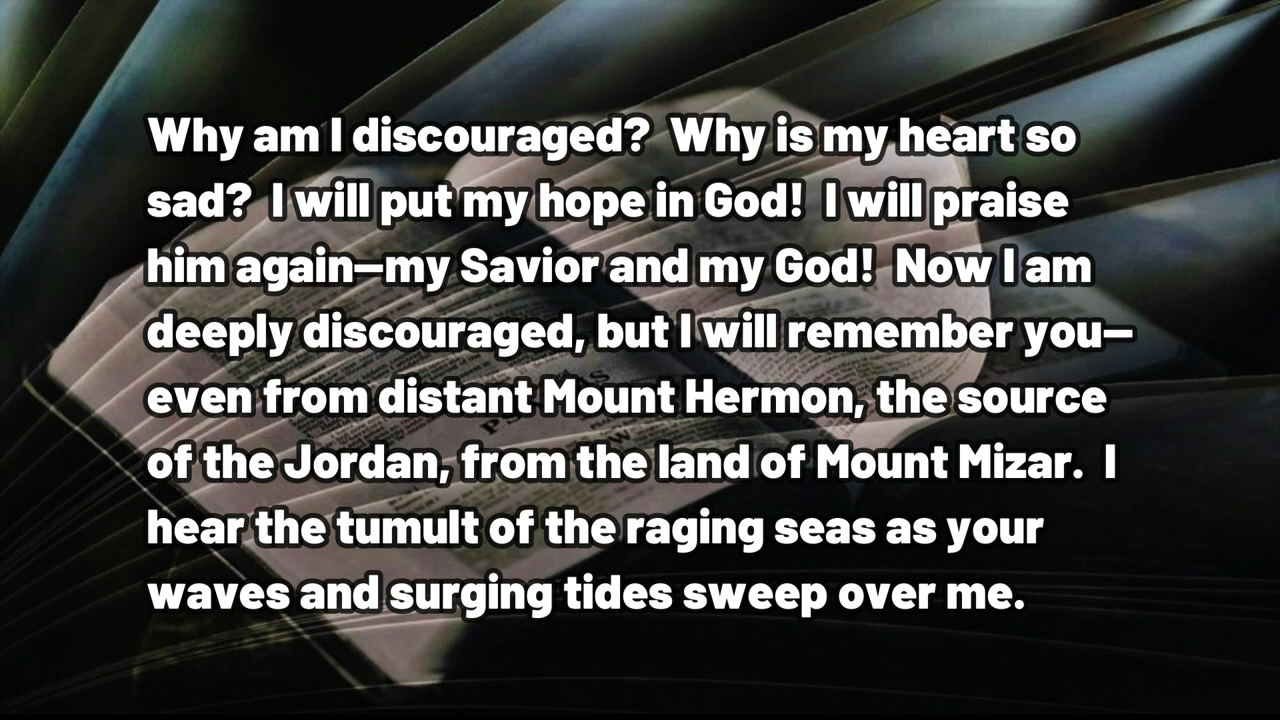 Why am I discouraged?  Why is my heart so
sad?  I will put my hope in God!  I will praise
him again—my Savior and my God!  Now I am
deeply discouraged, but I will remember you—
even from distant Mount Hermon, the source
of the Jordan, from the land of Mount Mizar.  I
hear the tumult of the raging seas as your
waves and surging tides sweep over me.